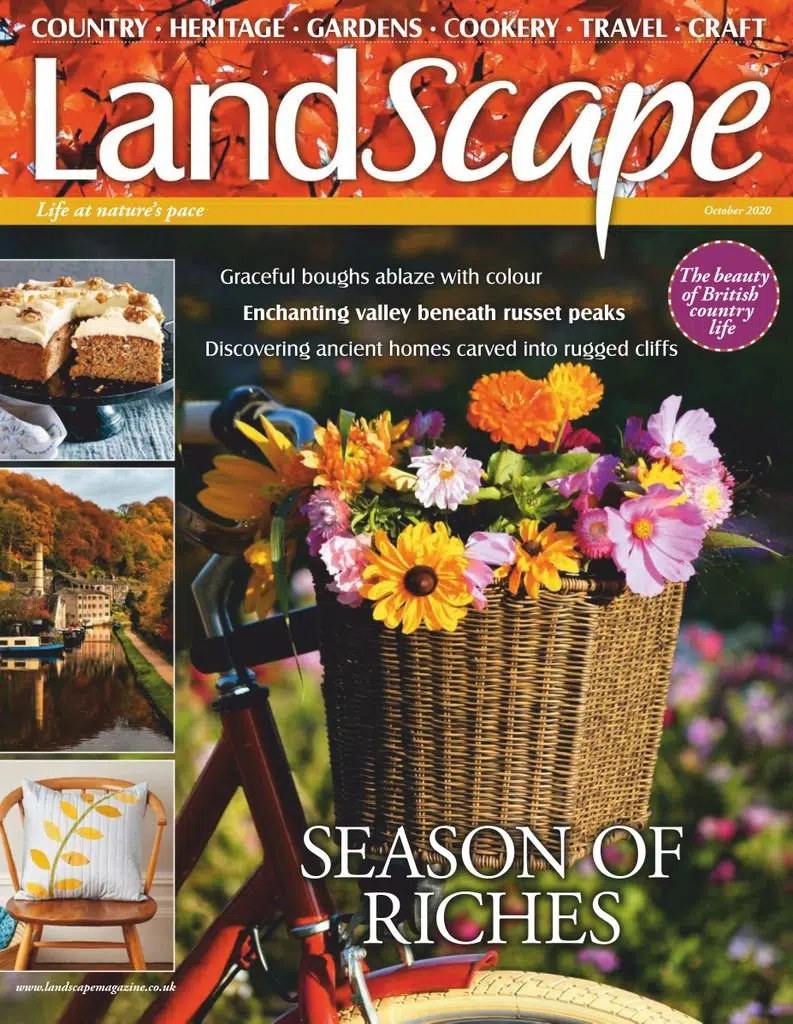 COUNTRY • HERITAGE • GARDENS • COOKERY • TRAVEL • CRAFT
LandScape
Life at nature's pace
October 2020
Graceful boughs ablaze with colour
Enchanting valley beneath russet peaks
Discovering ancient homes carved into rugged cliffs
The beauty
of British
country
life
SEASON OF
RICHES
www.landscapemagazine.co.uk